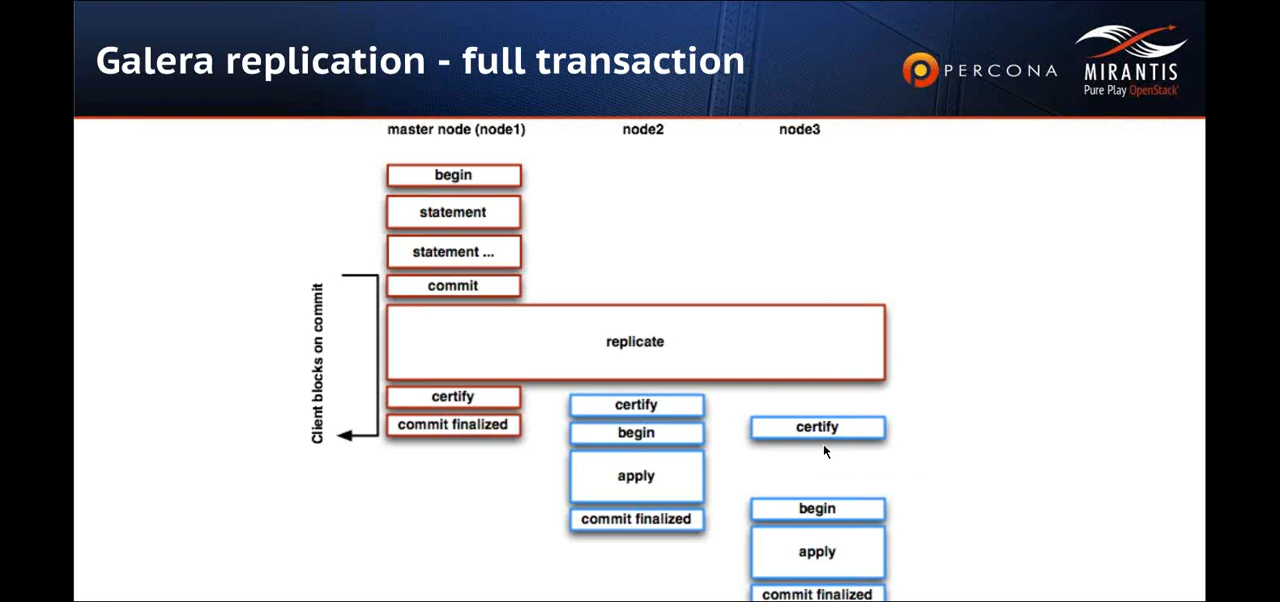 Galera replication - full transaction
PERCONA
MIRANTIS
Pure Play OpenStack
master node (node1)
node2
node3
begin
statement
statement ...
commit
Client blocks on commit
replicate
certify
commit finalized
certify
begin
apply
commit finalized
certify
begin
apply
commit finalized